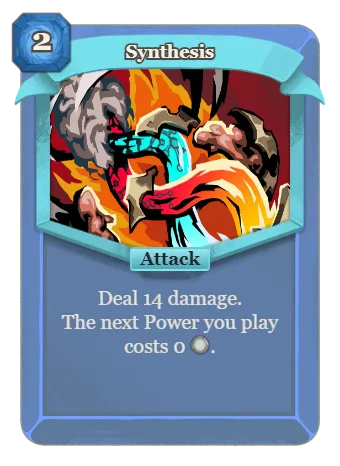 2
Synthesis
Attack
Deal 14 damage.
The next Power you play
costs 0 .